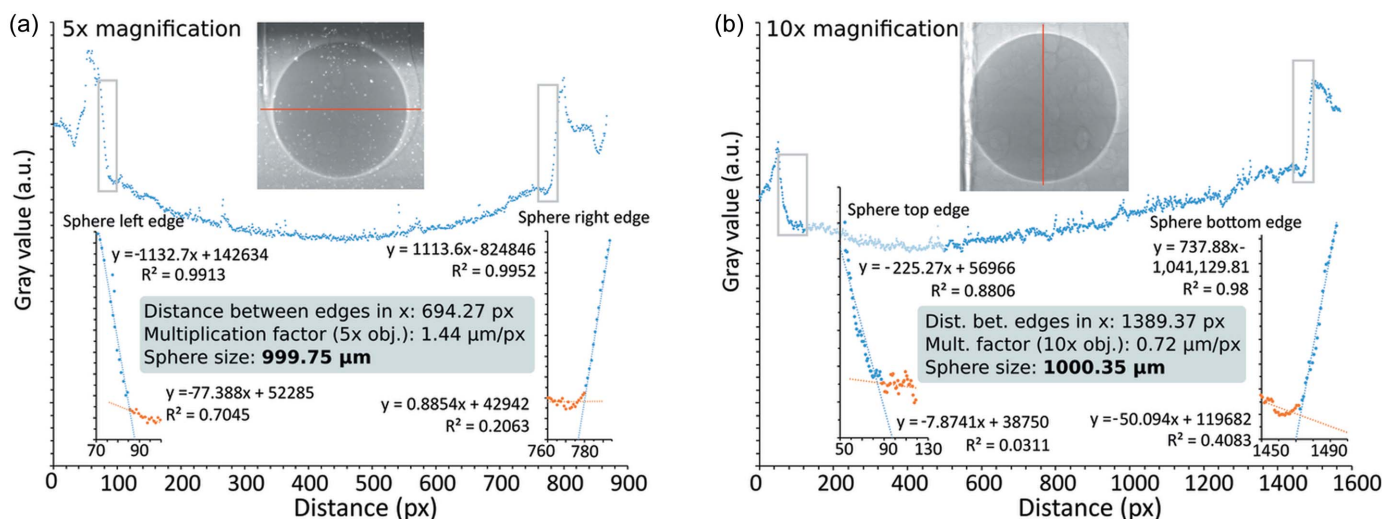 (a)
5x magnification
Gray value (a.u.)
Sphere left edge
y=-1132.7x+142634
R² = 0.9913
Sphere right edge
y = 1113.6x-824846
R² = 0.9952
Distance between edges in x: 694.27 px
Multiplication factor (5x obj.): 1.44 µm/px
Sphere size: 999.75 µm
y=-77.388x + 52285
R² = 0.7045
0.8854x + 42942
R² = 0.2063
70 90
760 780
0 100 200 300 400 500 600 700 800 900
Distance (px)
(b)
10x magnification
Gray value (a.u.)
Sphere top edge
y = -225.27x + 56966
R² = 0.8806
Sphere bottom edge
y = 737.88x-
1,041,129.81
R² = 0.98
Dist. bet. edges in x: 1389.37 px
Mult. factor (10x obj.): 0.72 µm/px
Sphere size: 1000.35 µm
y = -7.8741x + 38750
R² = 0.0311
y=-50.094x + 119682
R² = 0.4083
50 90 130
1450 1490
0 200 400 600 800 1000 1200 1400 1600
Distance (px)